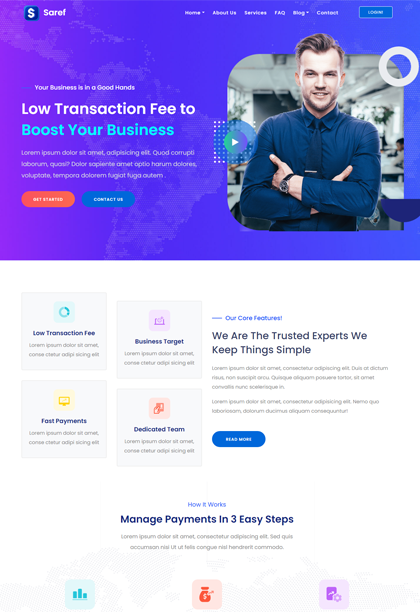 Saref
Home About Us Services FAQ Blog Contact
LOGIN!
Your Business is in a Good Hands
Low Transaction Fee to
Boost Your Business
Lorem ipsum dolor sit amet, adipisicing elit. Quod corrupti
laborum, quasi? Dolor sapiente amet optio harum dolores,
voluptate, tempora dolorem fugiat fuga autem .
GET STARTED
CONTACT US
Low Transaction Fee
Lorem ipsum dolor sit amet,
conse ctetur adipi sicing elit
Business Target
Lorem ipsum dolor sit amet,
conse ctetur adipi sicing elit
Fast Payments
Lorem ipsum dolor sit amet,
conse ctetur adipi sicing elit
Dedicated Team
Lorem ipsum dolor sit amet,
conse ctetur adipi sicing elit
Our Core Features!
We Are The Trusted Experts We
Keep Things Simple
Lorem ipsum dolor sit amet, consectetur adipisicing elit. Duis at dictum
risus, non suscipit arcu. Quisque aliquam posuere tortor, sit amet
convallis nunc scelerisque in.
Lorem ipsum dolor sit amet, consectetur adipisicing elit. Nemo quo
laboriosam, dolorum ducimus aliquam consequuntur!
READ MORE
How It Works
Manage Payments In 3 Easy Steps
Lorem ipsum dolor sit amet, consectetur adipiscing elit. Sed quis
accumsan nisi Ut ut felis congue nisl hendrerit commodo.